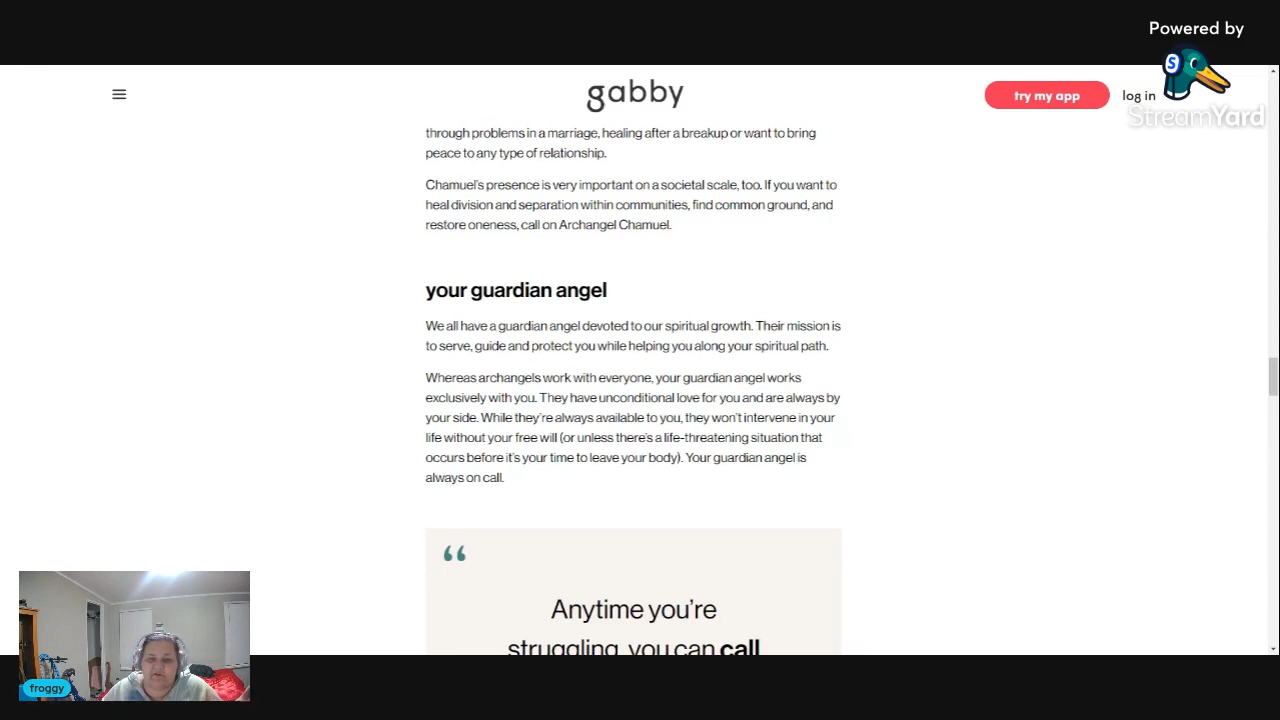 Powered by
StreamYard
gabby
try my app
log in
through problems in a marriage, healing after a breakup or want to bring
peace to any type of relationship.
Chamuel's presence is very important on a societal scale, too. If you want to
heal division and separation within communities, find common ground, and
restore oneness, call on Archangel Chamuel.
your guardian angel
We all have a guardian angel devoted to our spiritual growth. Their mission is
to serve, guide and protect you while helping you along your spiritual path.
Whereas archangels work with everyone, your guardian angel works
exclusively with you. They have unconditional love for you and are always by
your side. While they're always available to you, they won't intervene in your
life without your free will (or unless there's a life-threatening situation that
occurs before it's your time to leave your body). Your guardian angel is
always on call.
“
Anytime you're
struggling, you can call
froggy